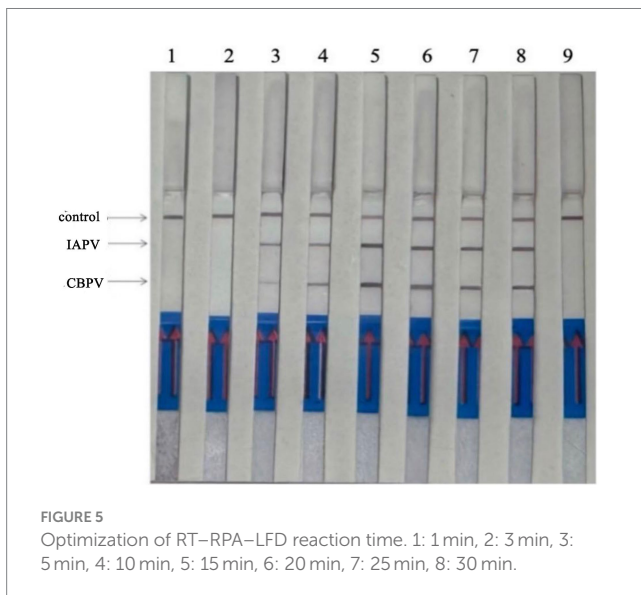 1 2 3 4 5 6 7 8 9
control
IAPV
CBPV
FIGURE 5
Optimization of RT–RPA–LFD reaction time. 1: 1 min, 2: 3 min, 3:
5 min, 4: 10 min, 5: 15 min, 6: 20 min, 7: 25 min, 8: 30 min.